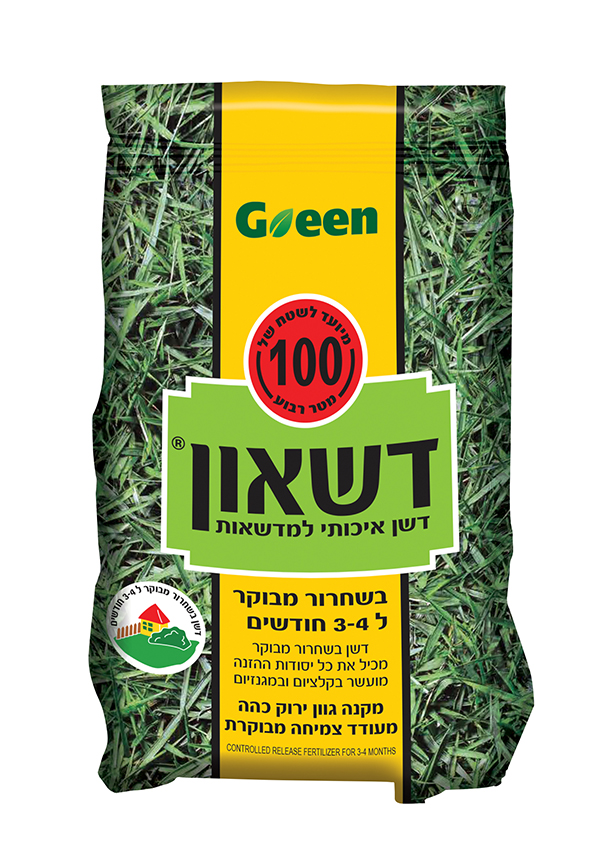 Green
מיועד לשטח של
100
מטר רבוע
דשאון®
דשן איכותי למדשאות
בשחרור מבוקר
ל 3-4 חודשים
דשן בשחרור מבוקר ל 3-4 חודשים
דשן בשחרור מבוקר
מכיל את כל יסודות ההזנה
מועשר בקלציום ובמגנזיום
מקנה גוון ירוק כהה
מעודד צמיחה מבוקרת
CONTROLLED RELEASE FERTILIZER FOR 3-4 MONTHS